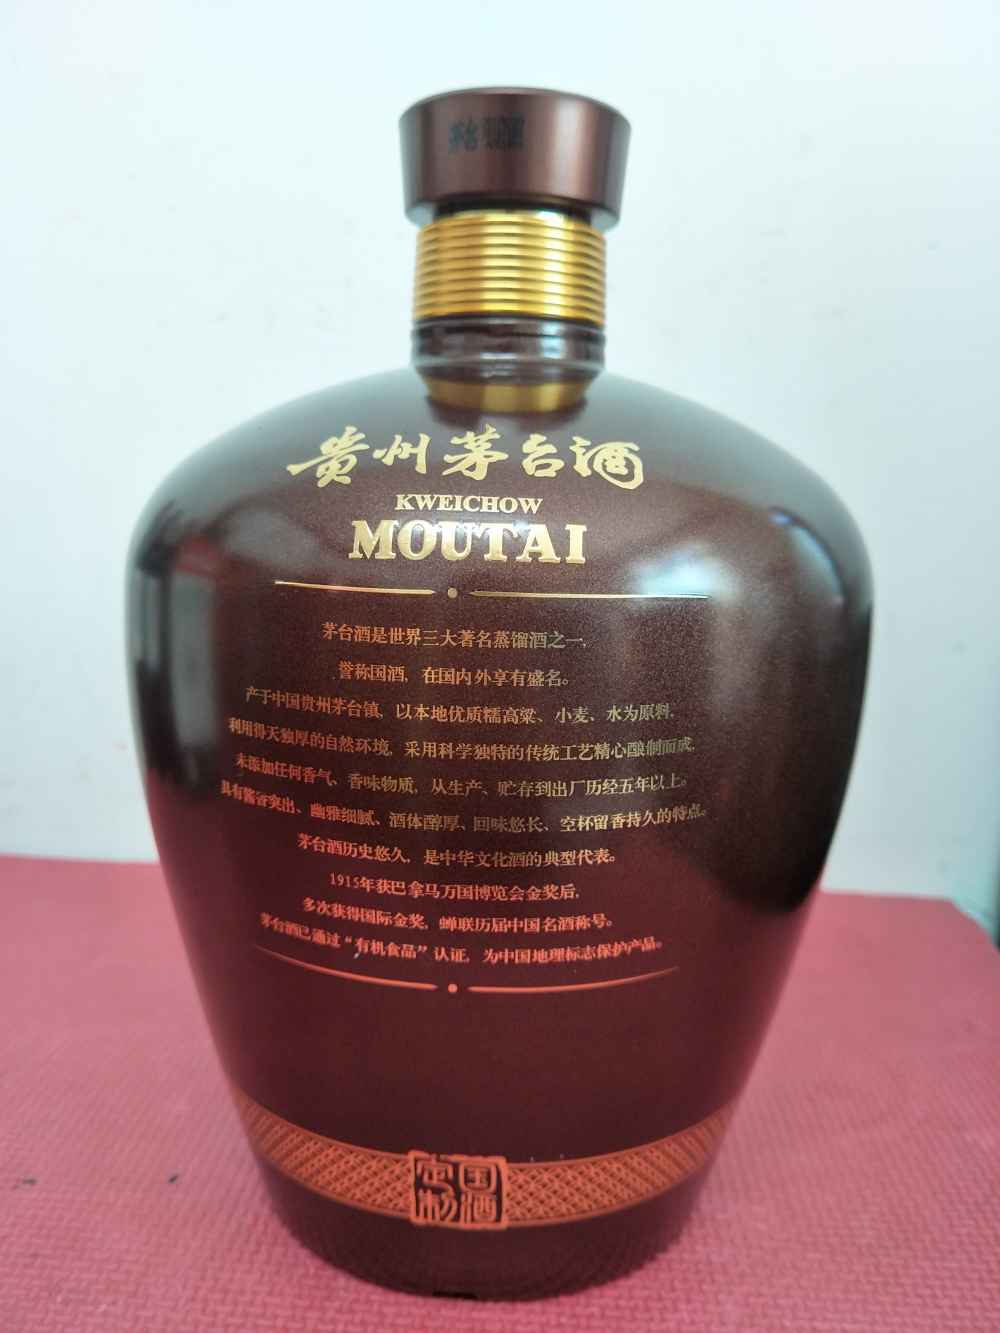 贵州茅台酒
KWEICHOW
MOUTAI
茅台酒是世界三大著名蒸馏酒之一,
誉称国酒, 在国内外享有盛名。
产于中国贵州茅台镇, 以本地优质糯高粱、小麦、水为原料,
利用得天独厚的自然环境, 采用科学独特的传统工艺精心酿制而成,
未添加任何香气、香味物质, 从生产、贮存到出厂历经五年以上。
具有酱香突出、幽雅细腻、酒体醇厚、回味悠长、空杯留香持久的特点。
茅台酒历史悠久, 是中华文化酒的典型代表。
1915年获巴拿马万国博览会金奖后,
多次获得国际金奖, 蝉联历届中国名酒称号。
茅台酒已通过“有机食品”认证, 为中国地理标志保护产品。
国酒
定制